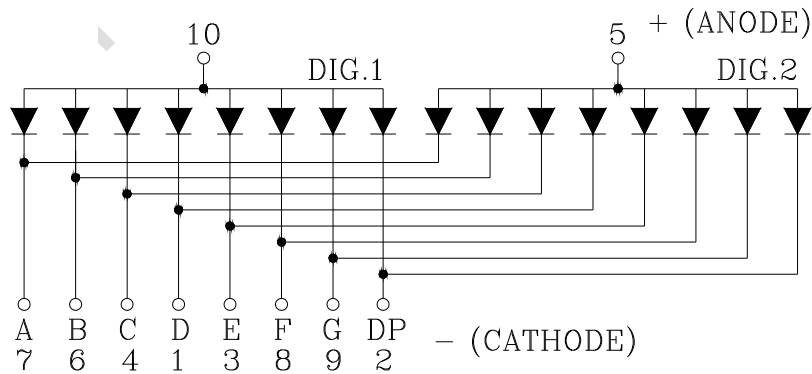 10 5 + (ANODE)
DIG.1 DIG.2
A B C D E F G DP
7 6 4 1 3 8 9 2
− (CATHODE)